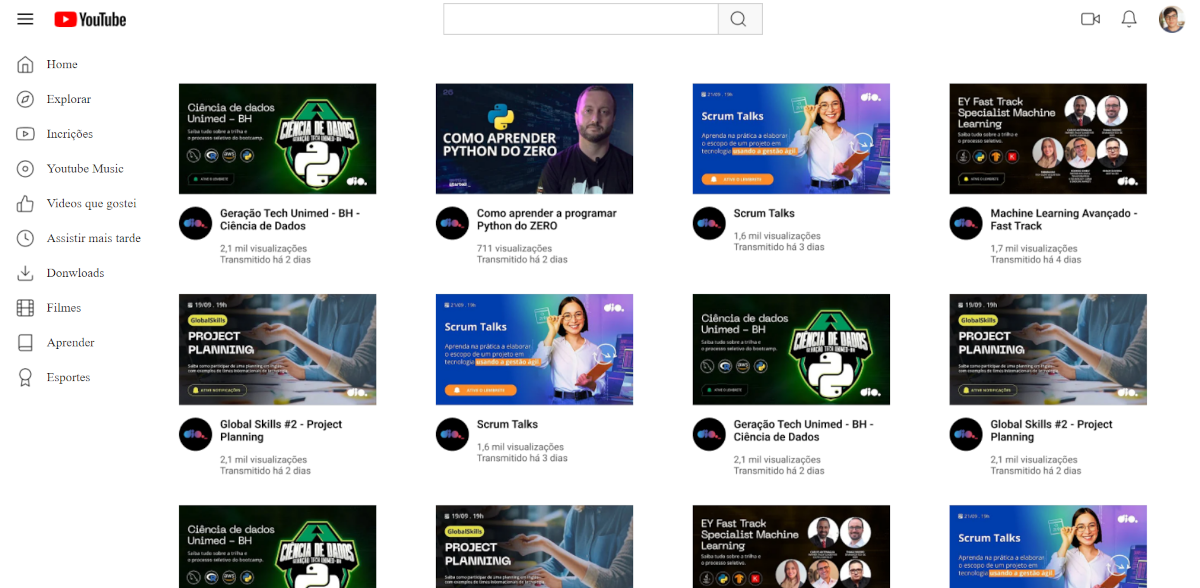 YouTube
Home
Explorar
Incrições
Youtube Music
Videos que gostei
Assistir mais tarde
Donwloads
Filmes
Aprender
Esportes
Ciência de dados
Unimed – BH
Saiba tudo sobre a trilha e
o processo seletivo do bootcamp.
CIÊNCIA DE DADOS
GERAÇÃO TECH UNIMED-BH
ATIVE O LEMBRETE
dio.
COMO APRENDER
PYTHON DO ZERO
21/09 . 19h
Scrum Talks
Aprenda na prática a elaborar
o escopo de um projeto em
tecnologia usando a gestão ágil
ATIVE O LEMBRETE
dio.
EY Fast Track
Specialist Machine
Learning
Saiba tudo sobre a trilha e
o processo seletivo.
ATIVE O LEMBRETE
dio.
Geração Tech Unimed - BH -
Ciência de Dados
2,1 mil visualizações
Transmitido há 2 dias
Como aprender a programar
Python do ZERO
711 visualizações
Transmitido há 2 dias
Scrum Talks
1,6 mil visualizações
Transmitido há 3 dias
Machine Learning Avançado -
Fast Track
1,7 mil visualizações
Transmitido há 4 dias
19/09 . 19h
GlobalSkills
PROJECT
PLANNING
ATIVAR NOTIFICAÇÕES
dio.
21/09 . 19h
Scrum Talks
Aprenda na prática a elaborar
o escopo de um projeto em
tecnologia usando a gestão ágil
ATIVE O LEMBRETE
dio.
Ciência de dados
Unimed – BH
Saiba tudo sobre a trilha e
o processo seletivo do bootcamp.
CIÊNCIA DE DADOS
GERAÇÃO TECH UNIMED-BH
ATIVE O LEMBRETE
dio.
19/09 . 19h
GlobalSkills
PROJECT
PLANNING
ATIVAR NOTIFICAÇÕES
dio.
Global Skills #2 - Project
Planning
2,1 mil visualizações
Transmitido há 2 dias
Scrum Talks
1,6 mil visualizações
Transmitido há 3 dias
Geração Tech Unimed - BH -
Ciência de Dados
2,1 mil visualizações
Transmitido há 2 dias
Global Skills #2 - Project
Planning
2,1 mil visualizações
Transmitido há 2 dias
Ciência de dados
Unimed – BH
Saiba tudo sobre a trilha e
o processo seletivo do bootcamp.
CIÊNCIA DE DADOS
19/09 . 19h
GlobalSkills
PROJECT
PLANNING
EY Fast Track
Specialist Machine
Learning
Saiba tudo sobre a trilha e
o processo seletivo.
21/09 . 19h
Scrum Talks
Aprenda na prática a elaborar
o escopo de um projeto em
tecnologia usando a gestão ágil
dio.